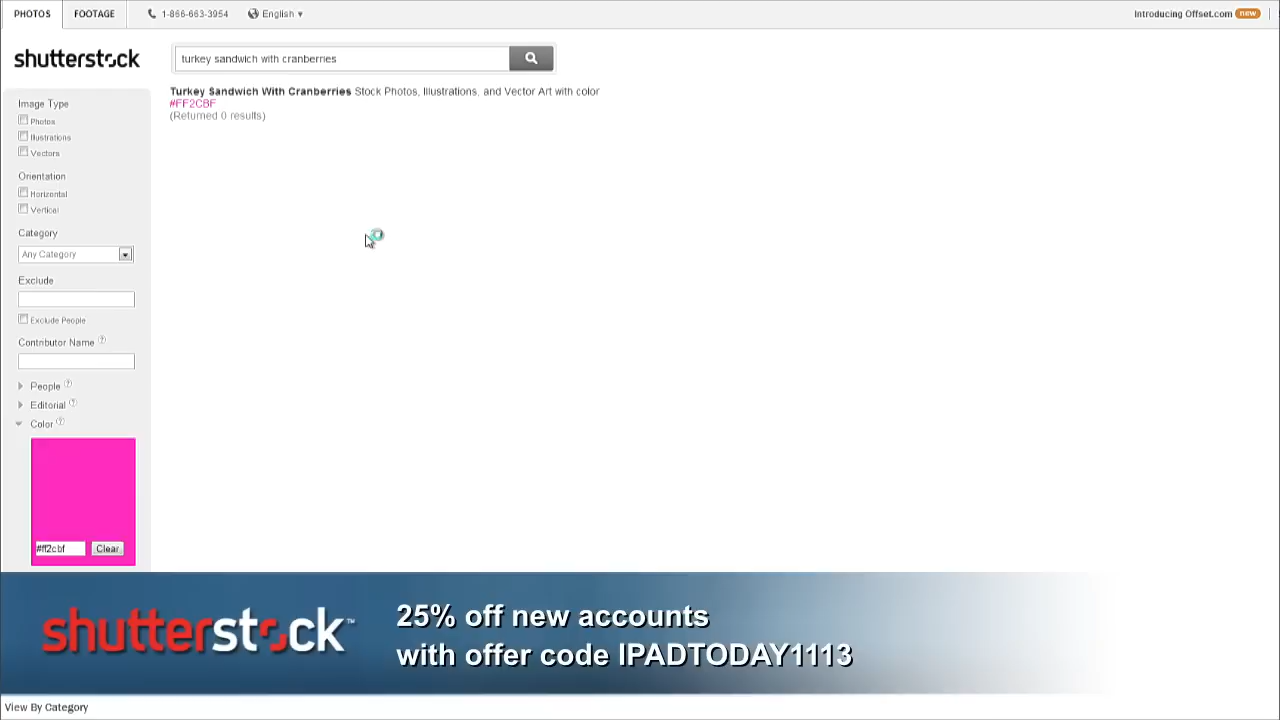 PHOTOS
FOOTAGE
1-866-663-3954
English
Introducing Offset.com new
shutterstock
turkey sandwich with cranberries
Turkey Sandwich With Cranberries Stock Photos, Illustrations, and Vector Art with color
#FF2CBF
(Returned 0 results)
Image Type
Photos
Illustrations
Vectors
Orientation
Horizontal
Vertical
Category
Any Category
Exclude
Exclude People
Contributor Name ?
People ?
Editorial ?
Color ?
#ff2cbf
Clear
shutterstock™
25% off new accounts
with offer code IPADTODAY1113
View By Category